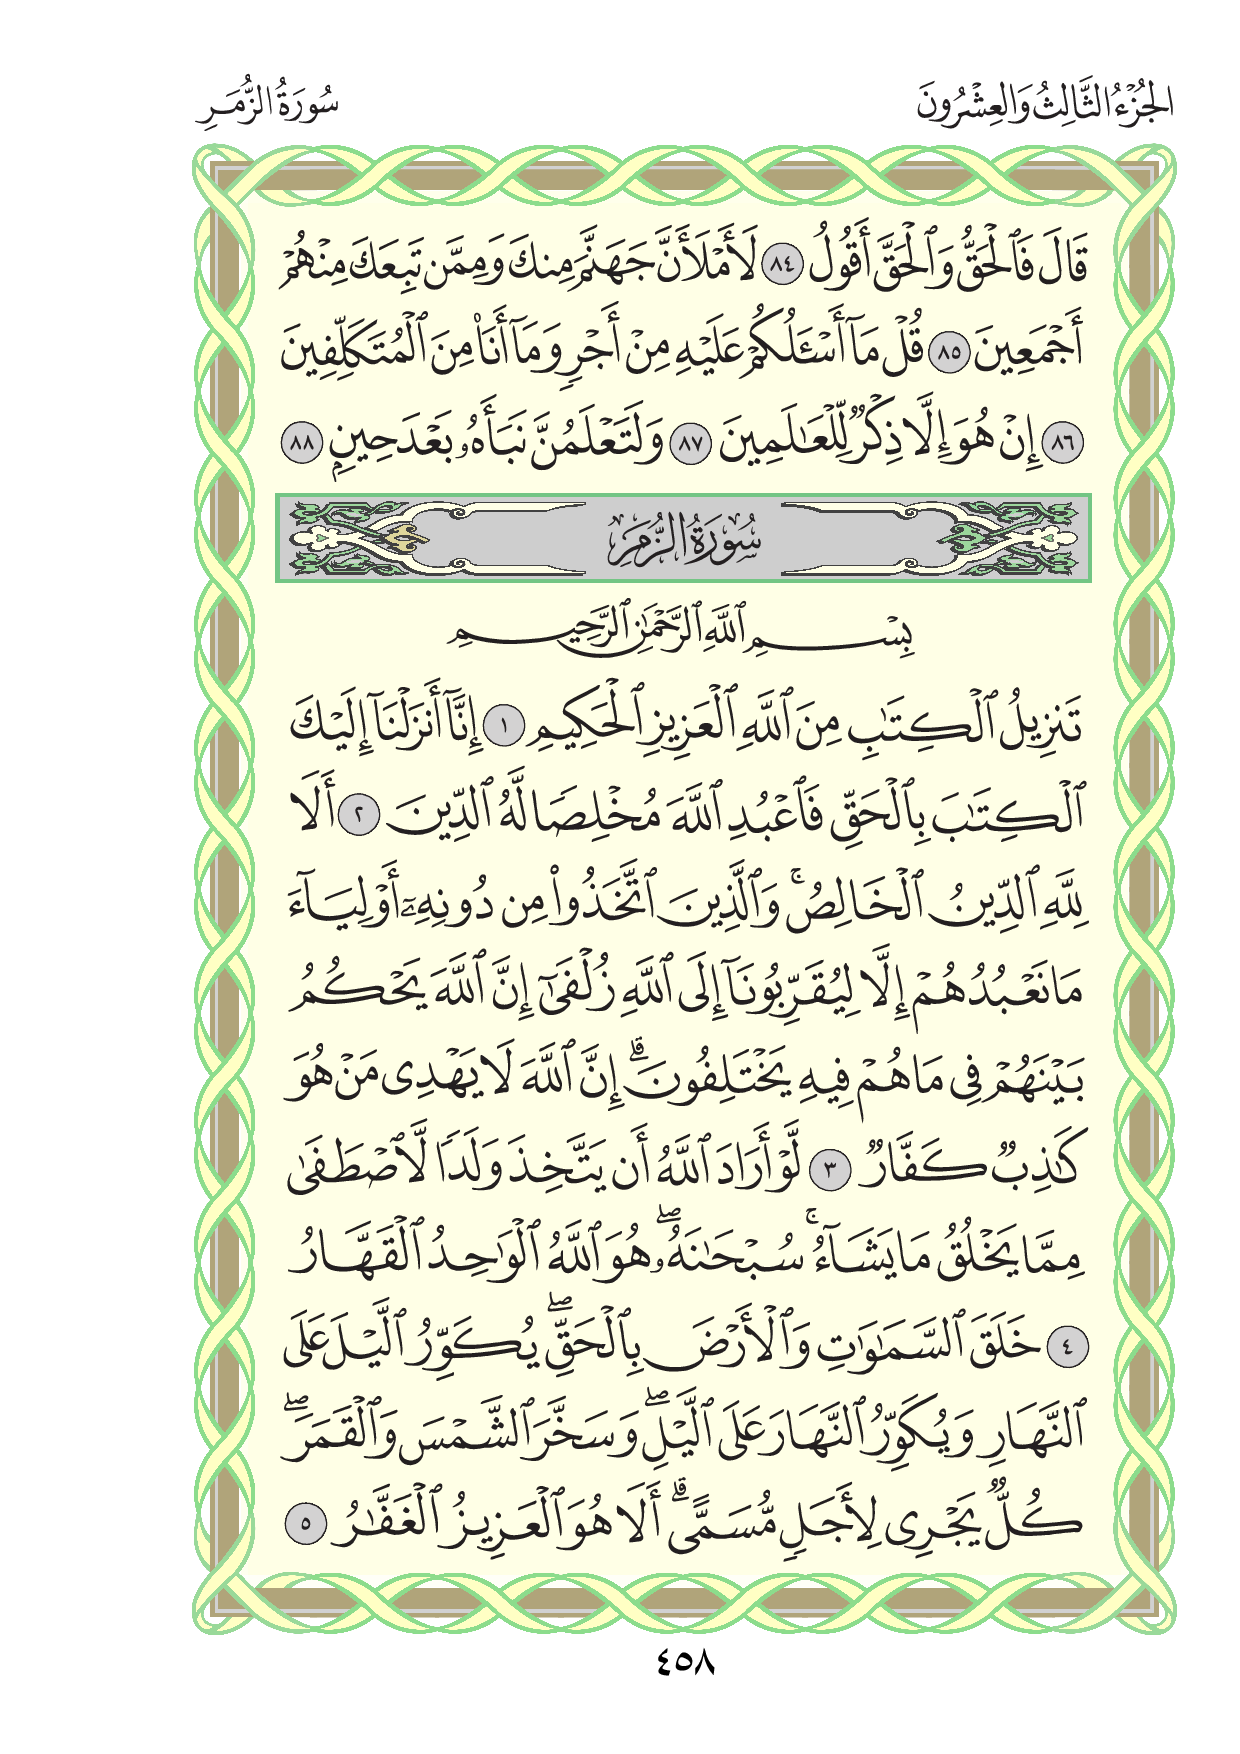 الجُزْءُ الثَّالِثُ وَالعِشْرُونَ
سُورَةُ الزُّمَرِ
قَالَ فَٱلْحَقُّ وَٱلْحَقَّ أَقُولُ ٨٤ لَأَمْلَأَنَّ جَهَنَّمَ مِنكَ وَمِمَّن تَبِعَكَ مِنْهُمْ
أَجْمَعِينَ ٨٥ قُلْ مَآ أَسْـَٔلُكُمْ عَلَيْهِ مِنْ أَجْرٍ وَمَآ أَنَا۠ مِنَ ٱلْمُتَكَلِّفِينَ
٨٦ إِنْ هُوَ إِلَّا ذِكْرٌ لِّلْعَٰلَمِينَ ٨٧ وَلَتَعْلَمُنَّ نَبَأَهُۥ بَعْدَ حِينٍۭ ٨٨
سُورَةُ الزُّمَرِ
بِسْمِ ٱللَّهِ ٱلرَّحْمَٰنِ ٱلرَّحِيمِ
تَنزِيلُ ٱلْكِتَٰبِ مِنَ ٱللَّهِ ٱلْعَزِيزِ ٱلْحَكِيمِ ١ إِنَّآ أَنزَلْنَآ إِلَيْكَ
ٱلْكِتَٰبَ بِٱلْحَقِّ فَٱعْبُدِ ٱللَّهَ مُخْلِصًا لَّهُ ٱلدِّينَ ٢ أَلَا
لِلَّهِ ٱلدِّينُ ٱلْخَالِصُۚ وَٱلَّذِينَ ٱتَّخَذُوا۟ مِن دُونِهِۦٓ أَوْلِيَآءَ
مَا نَعْبُدُهُمْ إِلَّا لِيُقَرِّبُونَآ إِلَى ٱللَّهِ زُلْفَىٰٓ إِنَّ ٱللَّهَ يَحْكُمُ
بَيْنَهُمْ فِى مَا هُمْ فِيهِ يَخْتَلِفُونَۗ إِنَّ ٱللَّهَ لَا يَهْدِى مَنْ هُوَ
كَٰذِبٌ كَفَّارٌ ٣ لَّوْ أَرَادَ ٱللَّهُ أَن يَتَّخِذَ وَلَدًا لَّٱصْطَفَىٰ
مِمَّا يَخْلُقُ مَا يَشَآءُۚ سُبْحَٰنَهُۥۖ هُوَ ٱللَّهُ ٱلْوَٰحِدُ ٱلْقَهَّارُ
٤ خَلَقَ ٱلسَّمَٰوَٰتِ وَٱلْأَرْضَ بِٱلْحَقِّۖ يُكَوِّرُ ٱلَّيْلَ عَلَى
ٱلنَّهَارِ وَيُكَوِّرُ ٱلنَّهَارَ عَلَى ٱلَّيْلِۖ وَسَخَّرَ ٱلشَّمْسَ وَٱلْقَمَرَۖ
كُلٌّ يَجْرِى لِأَجَلٍ مُّسَمًّىۗ أَلَا هُوَ ٱلْعَزِيزُ ٱلْغَفَّٰرُ ٥
٤٥٨